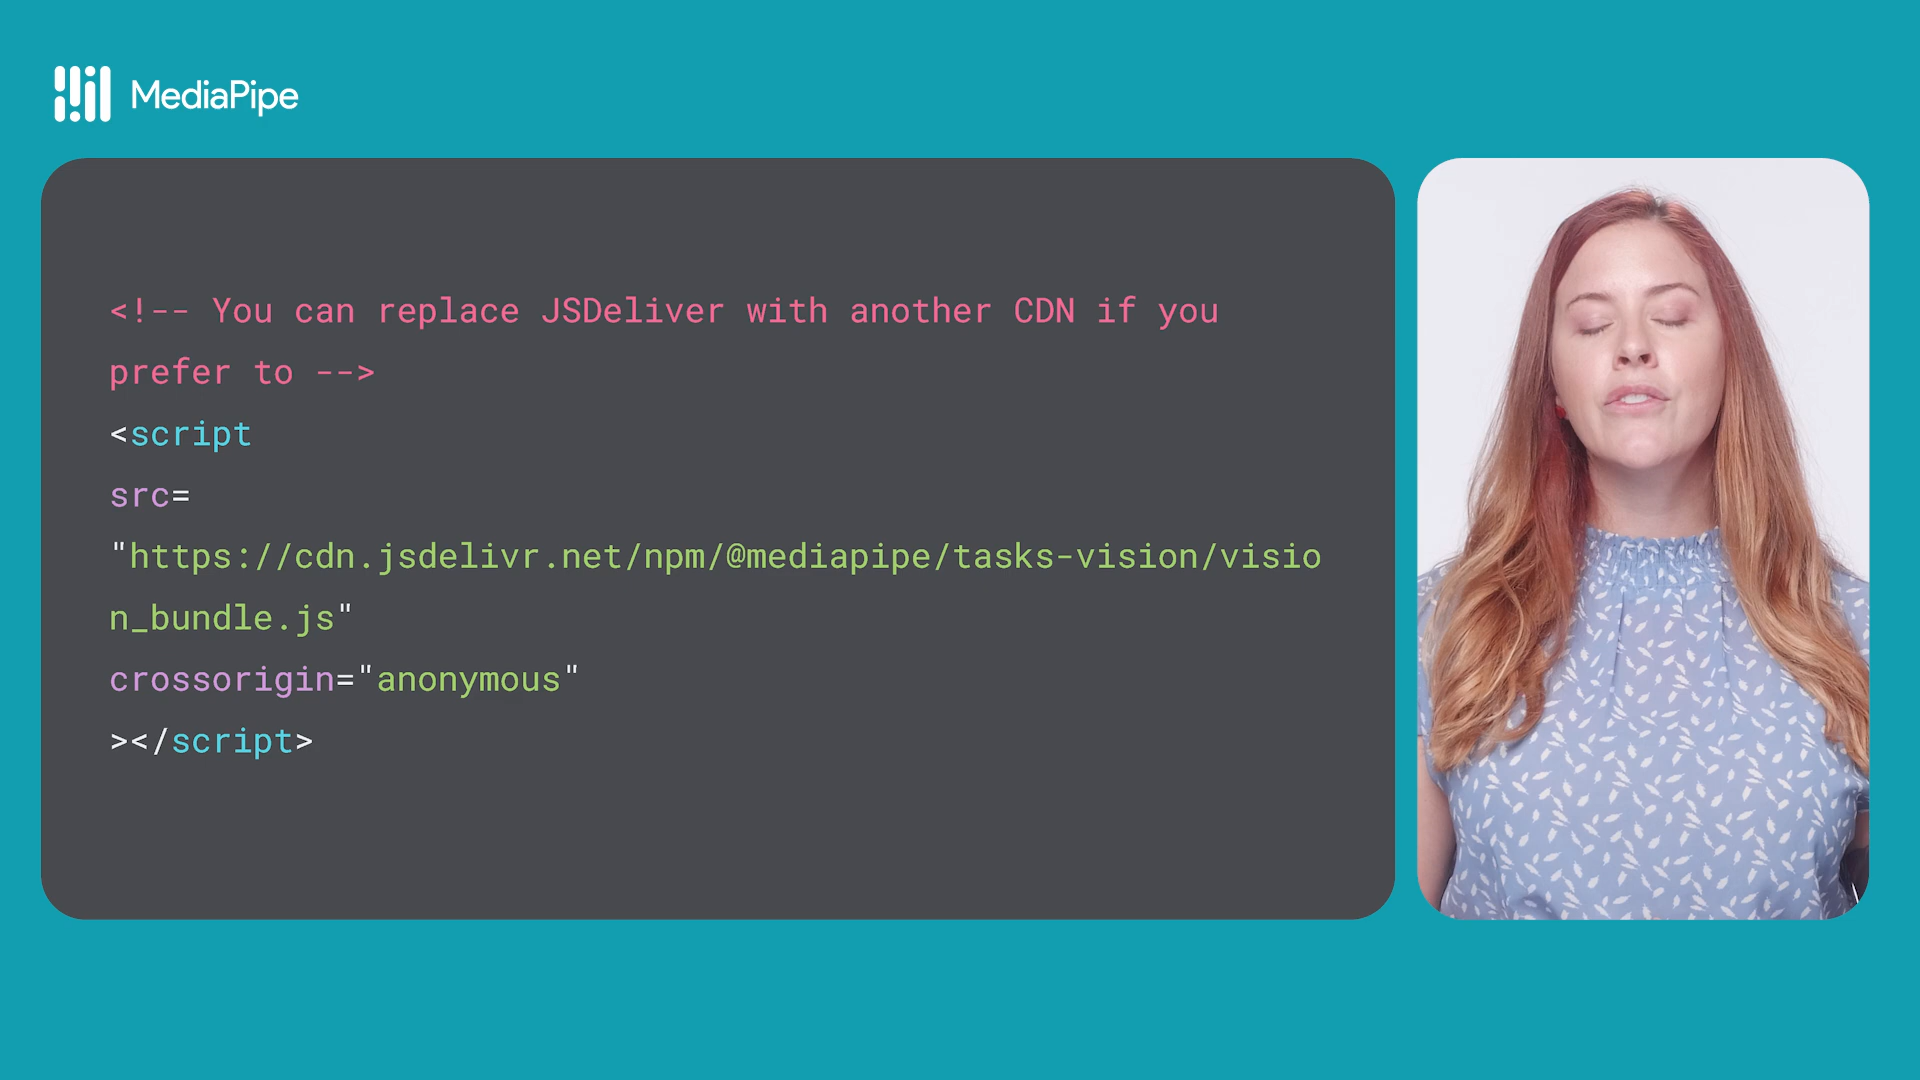 MediaPipe
<!-- You can replace JSDeliver with another CDN if you
prefer to -->
<script
src=
"https://cdn.jsdelivr.net/npm/@mediapipe/tasks-vision/visio
n_bundle.js"
crossorigin="anonymous"
></script>